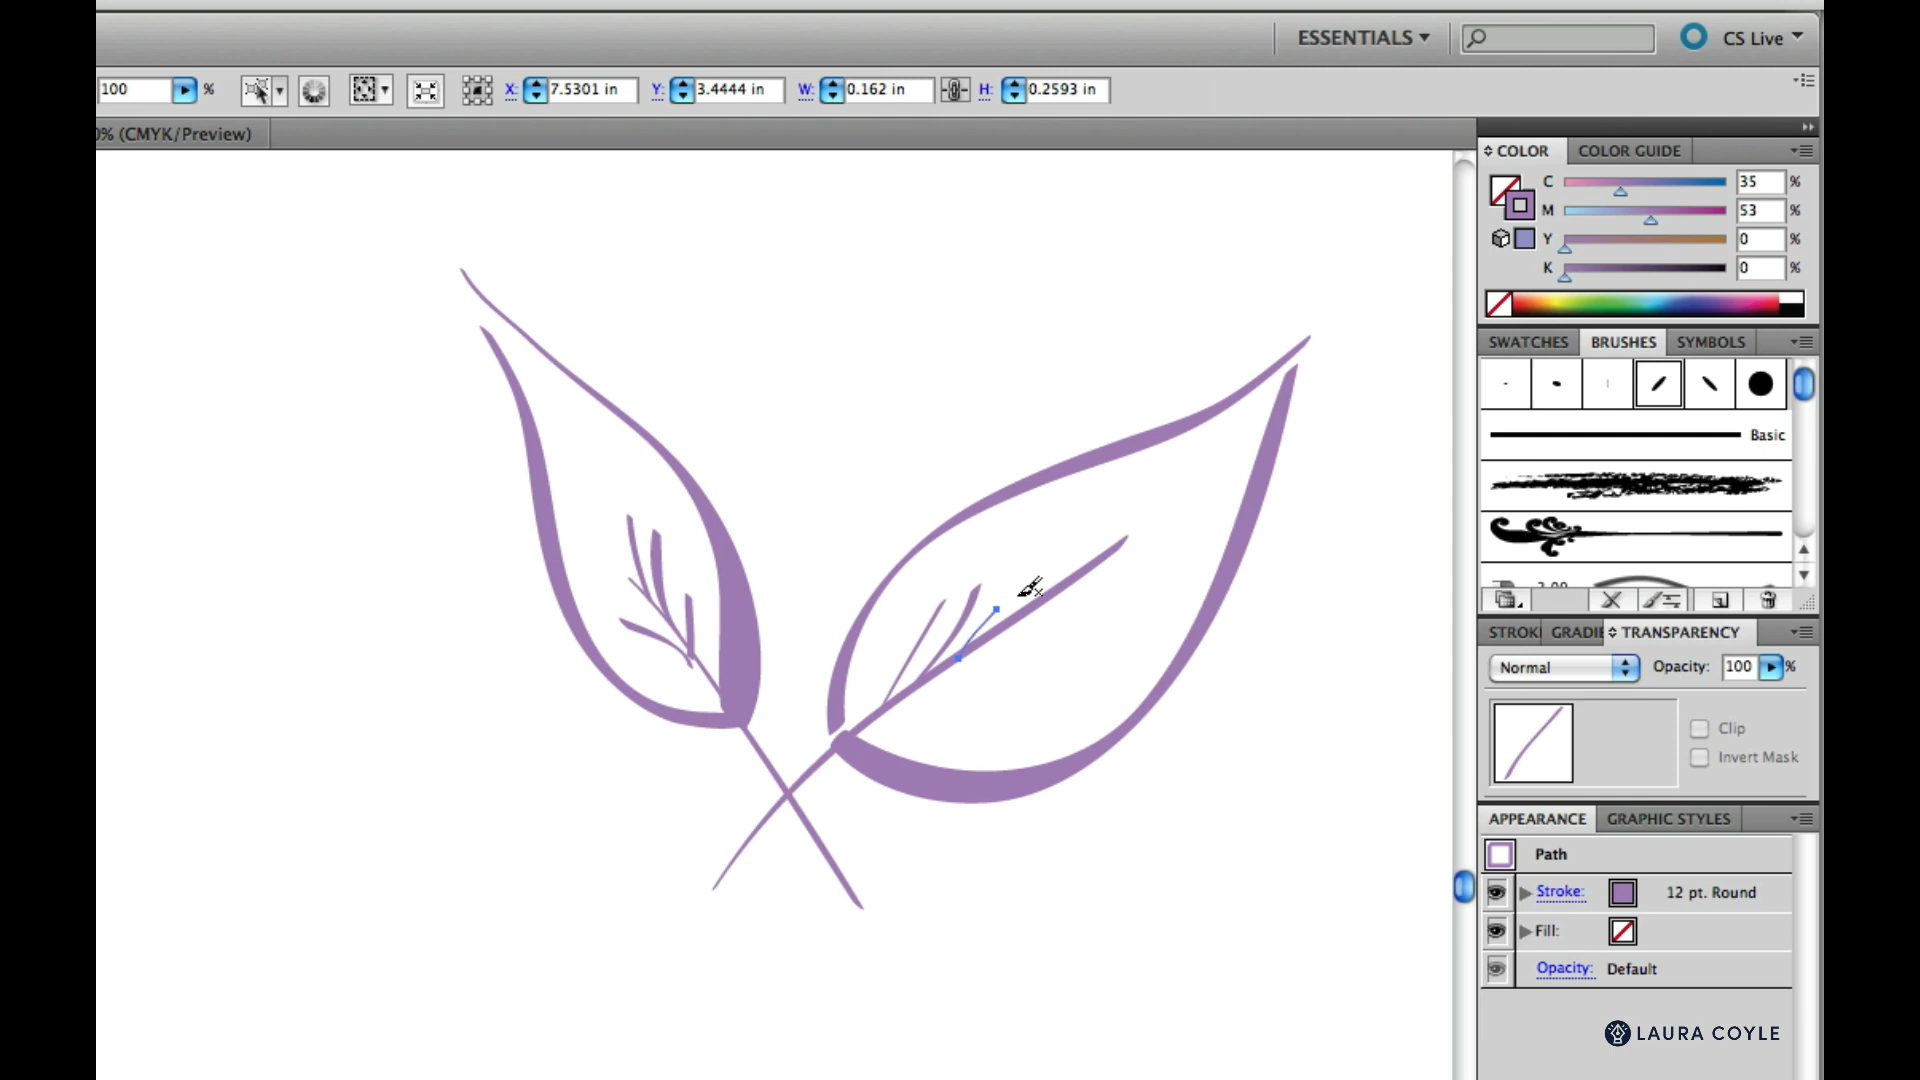 ESSENTIALS
CS Live
100 % X: 7.5301 in Y: 3.4444 in W: 0.162 in H: 0.2593 in
0% (CMYK/Preview)
COLOR COLOR GUIDE
C 35 %
M 53 %
Y 0 %
K 0 %
SWATCHES BRUSHES SYMBOLS
Basic
STROK GRADIE TRANSPARENCY
Normal Opacity: 100 %
Clip
Invert Mask
APPEARANCE GRAPHIC STYLES
Path
Stroke: 12 pt. Round
Fill:
Opacity: Default
LAURA COYLE